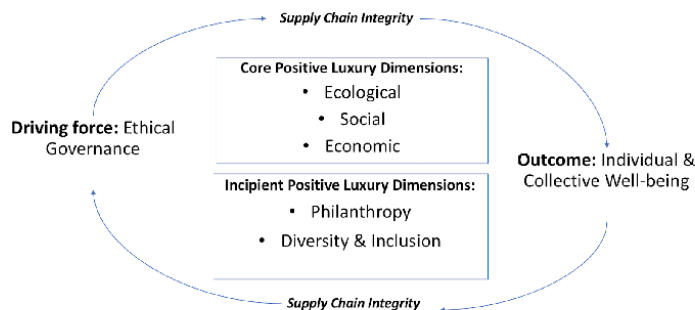 Supply Chain Integrity
Core Positive Luxury Dimensions:
• Ecological
• Social
• Economic
Driving force: Ethical
Governance
Outcome: Individual &
Collective Well-being
Incipient Positive Luxury Dimensions:
• Philanthropy
• Diversity & Inclusion
Supply Chain Integrity